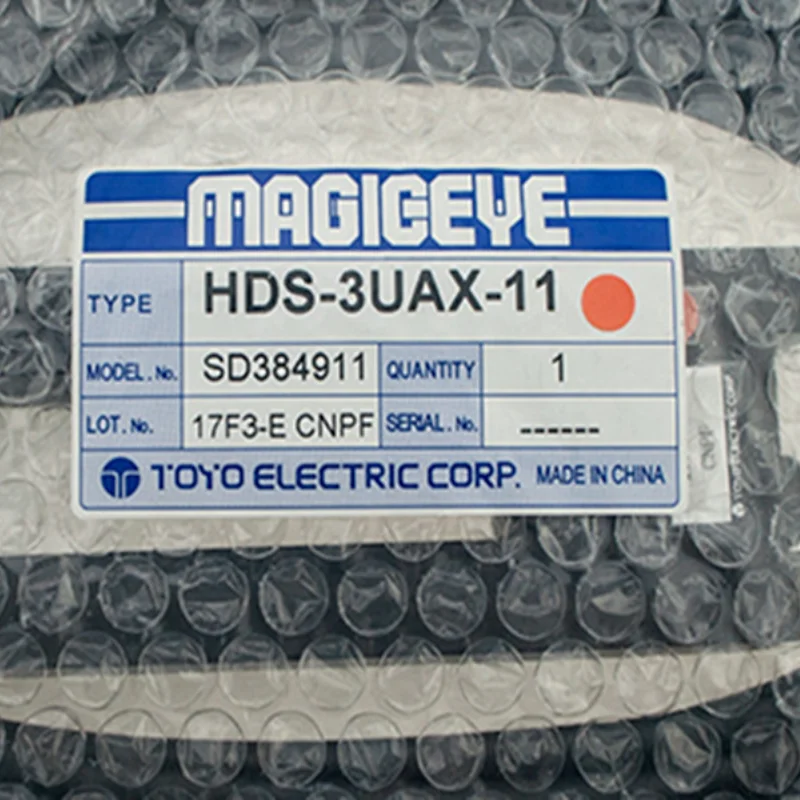 MAGICEYE
TYPE HDS-3UAX-11
MODEL.No. SD384911 QUANTITY 1
LOT.No. 17F3-E CNPF SERIAL.No. ------
TOYO ELECTRIC CORP. MADE IN CHINA
CNPF